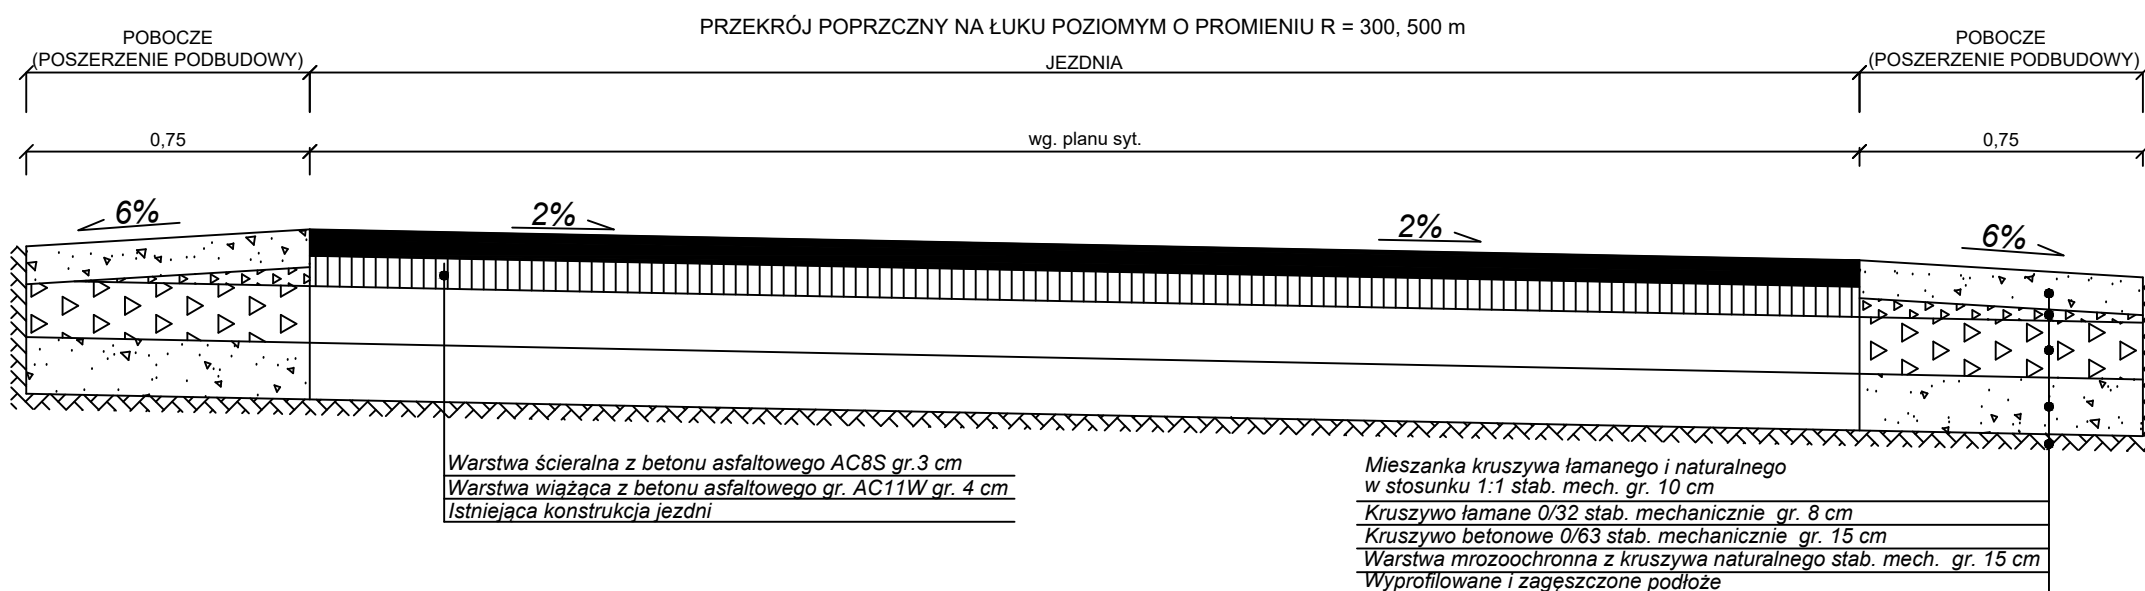 PRZEKRÓJ POPRZCZNY NA ŁUKU POZIOMYM O PROMIENIU R = 300, 500 m
POBOCZE
(POSZERZENIE PODBUDOWY)
JEZDNIA
POBOCZE
(POSZERZENIE PODBUDOWY)
0,75
wg. planu syt.
0,75
6%
2%
2%
6%
Warstwa ścieralna z betonu asfaltowego AC8S gr.3 cm
Warstwa wiążąca z betonu asfaltowego gr. AC11W gr. 4 cm
Istniejąca konstrukcja jezdni
Mieszanka kruszywa łamanego i naturalnego
w stosunku 1:1 stab. mech. gr. 10 cm
Kruszywo łamane 0/32 stab. mechanicznie gr. 8 cm
Kruszywo betonowe 0/63 stab. mechanicznie gr. 15 cm
Warstwa mrozoochronna z kruszywa naturalnego stab. mech. gr. 15 cm
Wyprofilowane i zagęszczone podłoże